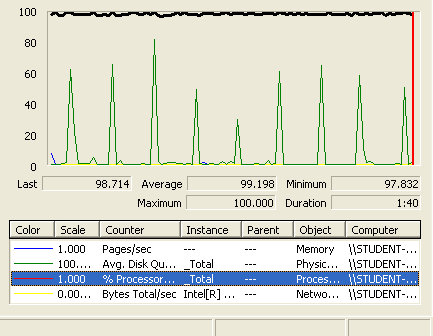 100
80
60
40
20
0
Last 98.714 Average 99.198 Minimum 97.832
Maximum 100.000 Duration 1:40
Color Scale Counter Instance Parent Object Computer
1.000 Pages/sec --- --- Memory \\STUDENT-...
100.... Avg. Disk Qu... _Total --- Physic... \\STUDENT-...
1.000 % Processor... _Total --- Proces... \\STUDENT-...
0.00... Bytes Total/sec Intel[R] ... --- Netwo... \\STUDENT-...